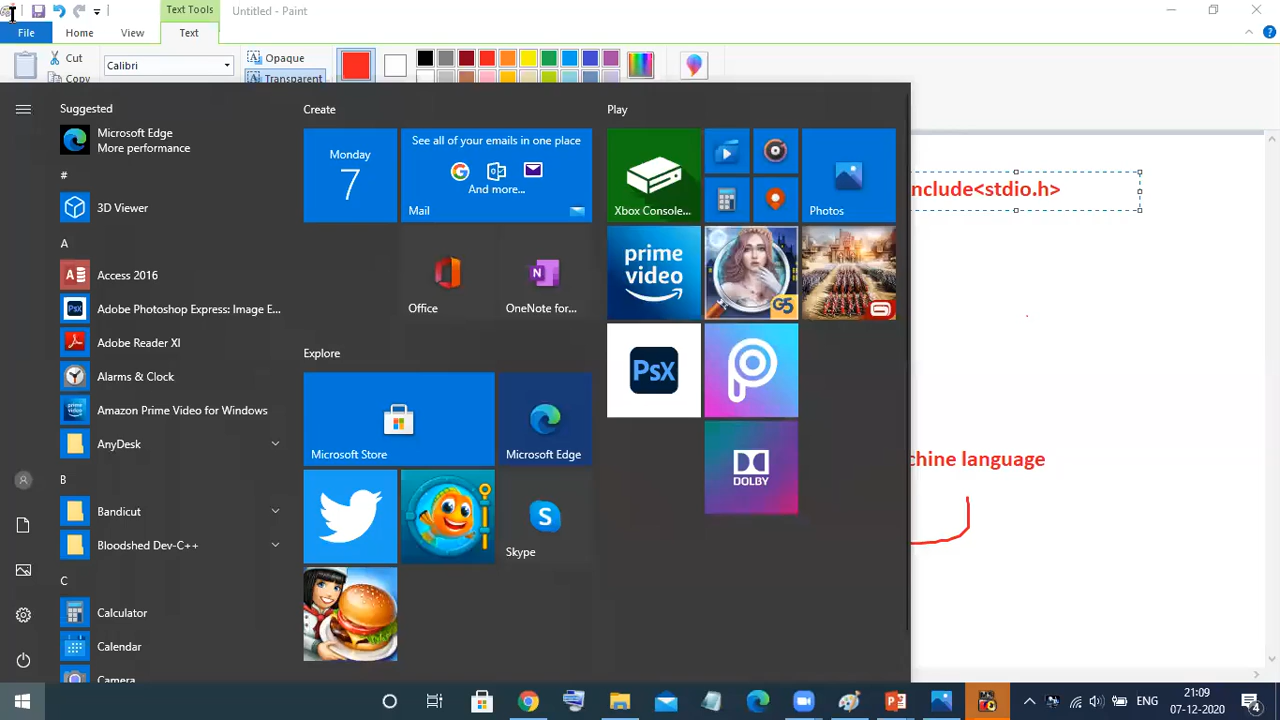 Text Tools
Untitled - Paint
File
Home
View
Text
Cut
Copy
Calibri
Opaque
Transparent
nclude<stdio.h>
chine language
Suggested
Microsoft Edge
More performance
#
3D Viewer
A
Access 2016
Adobe Photoshop Express: Image E...
Adobe Reader XI
Alarms & Clock
Amazon Prime Video for Windows
AnyDesk
B
Bandicut
Bloodshed Dev-C++
C
Calculator
Calendar
Camera
Create
Monday
7
See all of your emails in one place
And more...
Mail
Office
OneNote for...
Explore
Microsoft Store
Microsoft Edge
Skype
Play
Xbox Console...
Photos
prime
video
G5
PsX
DOLBY
ENG
21:09
07-12-2020
4